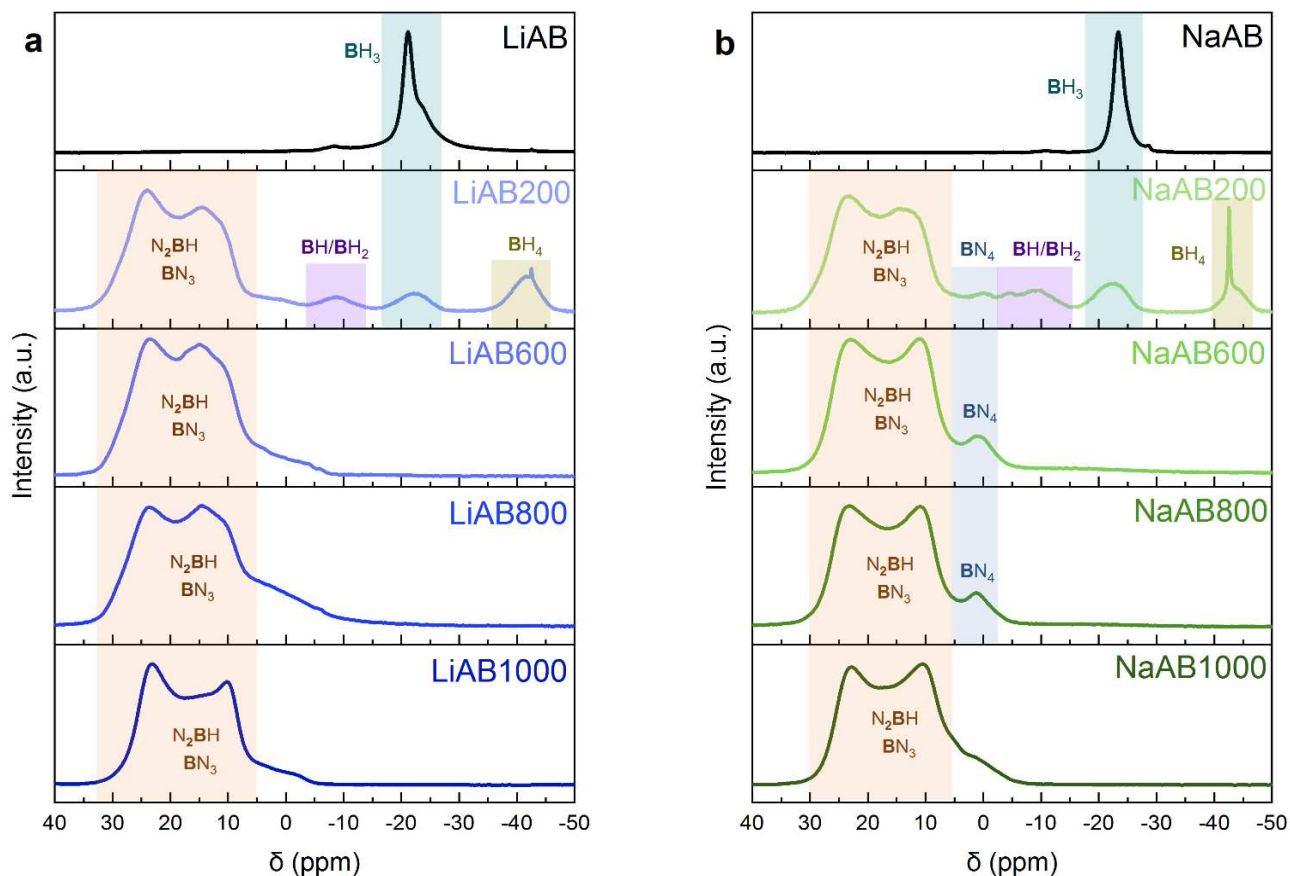 a
LiAB
BH₃
LiAB200
N₂BH
BN₃
BH/BH₂
BH₄
LiAB600
N₂BH
BN₃
LiAB800
N₂BH
BN₃
LiAB1000
N₂BH
BN₃
Intensity (a.u.)
40 30 20 10 0 -10 -20 -30 -40 -50
δ (ppm)
b
NaAB
BH₃
NaAB200
N₂BH
BN₃
BN₄
BH/BH₂
BH₄
NaAB600
N₂BH
BN₃
BN₄
NaAB800
N₂BH
BN₃
BN₄
NaAB1000
N₂BH
BN₃
Intensity (a.u.)
40 30 20 10 0 -10 -20 -30 -40 -50
δ (ppm)